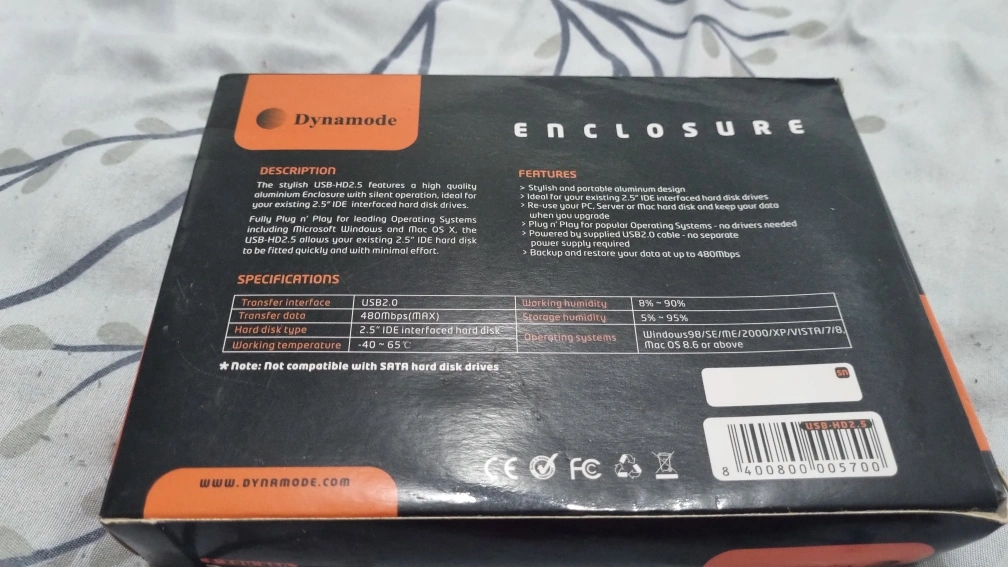 Dynamode
ENCLOSURE
DESCRIPTION
The stylish USB-HD2.5 features a high quality
aluminium Enclosure with silent operation, ideal for
your existing 2.5" IDE interfaced hard disk drives.
Fully Plug n' Play for leading Operating Systems
including Microsoft Windows and Mac OS X, the
USB-HD2.5 allows your existing 2.5" IDE hard disk
to be fitted quickly and with minimal effort.
FEATURES
> Stylish and portable aluminum design
> Ideal for your existing 2.5" IDE interfaced hard disk drives
> Re-use your PC, Server or Mac hard disk and keep your data
when you upgrade
> Plug n' Play for popular Operating Systems - no drivers needed
> Powered by supplied USB2.0 cable - no separate
power supply required
> Backup and restore your data at up to 480Mbps
SPECIFICATIONS
Transfer interface USB2.0
Transfer data 480Mbps(MAX)
Hard disk type 2.5" IDE interfaced hard disk
Working temperature -40 ~ 65℃
Working humidity 8% ~ 90%
Storage humidity 5% ~ 95%
Operating systems Windows98/SE/ME/2000/XP/VISTA/7/8,
Mac OS 8.6 or above
* Note: Not compatible with SATA hard disk drives
SN
USB-HD2.5
8 400800 005700
CE FC
WWW.DYNAMODE.COM